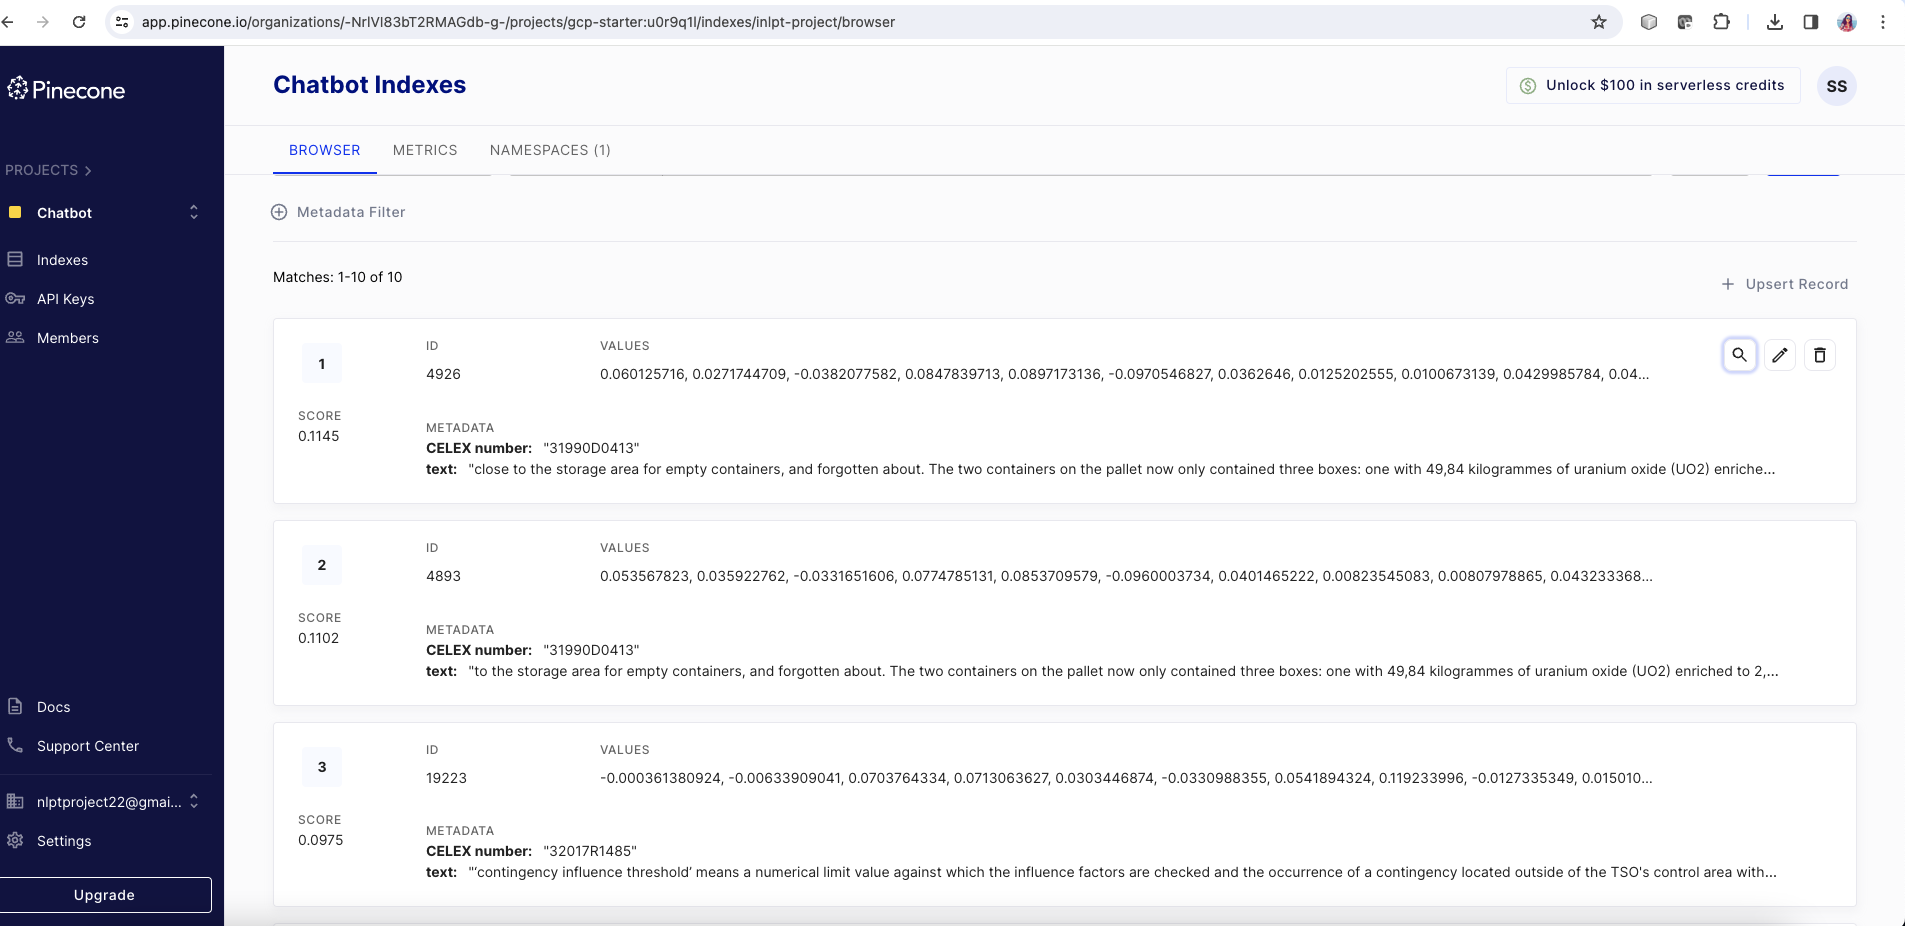 app.pinecone.io/organizations/-NrlVI83bT2RMAGdb-g-/projects/gcp-starter:u0r9q1l/indexes/inlpt-project/browser
Pinecone
PROJECTS
Chatbot
Indexes
API Keys
Members
Docs
Support Center
nlptproject22@gmai...
Settings
Upgrade
Chatbot Indexes
Unlock $100 in serverless credits
SS
BROWSER METRICS NAMESPACES (1)
Metadata Filter
Matches: 1-10 of 10
Upsert Record
1
ID VALUES
4926 0.060125716, 0.0271744709, -0.0382077582, 0.0847839713, 0.0897173136, -0.0970546827, 0.0362646, 0.0125202555, 0.0100673139, 0.0429985784, 0.04...
SCORE
0.1145
METADATA
CELEX number: "31990D0413"
text: "close to the storage area for empty containers, and forgotten about. The two containers on the pallet now only contained three boxes: one with 49,84 kilogrammes of uranium oxide (UO2) enriche...
2
ID VALUES
4893 0.053567823, 0.035922762, -0.0331651606, 0.0774785131, 0.0853709579, -0.0960003734, 0.0401465222, 0.00823545083, 0.00807978865, 0.043233368...
SCORE
0.1102
METADATA
CELEX number: "31990D0413"
text: "to the storage area for empty containers, and forgotten about. The two containers on the pallet now only contained three boxes: one with 49,84 kilogrammes of uranium oxide (UO2) enriched to 2,...
3
ID VALUES
19223 -0.000361380924, -0.00633909041, 0.0703764334, 0.0713063627, 0.0303446874, -0.0330988355, 0.0541894324, 0.119233996, -0.0127335349, 0.015010...
SCORE
0.0975
METADATA
CELEX number: "32017R1485"
text: "‘contingency influence threshold’ means a numerical limit value against which the influence factors are checked and the occurrence of a contingency located outside of the TSO's control area with...